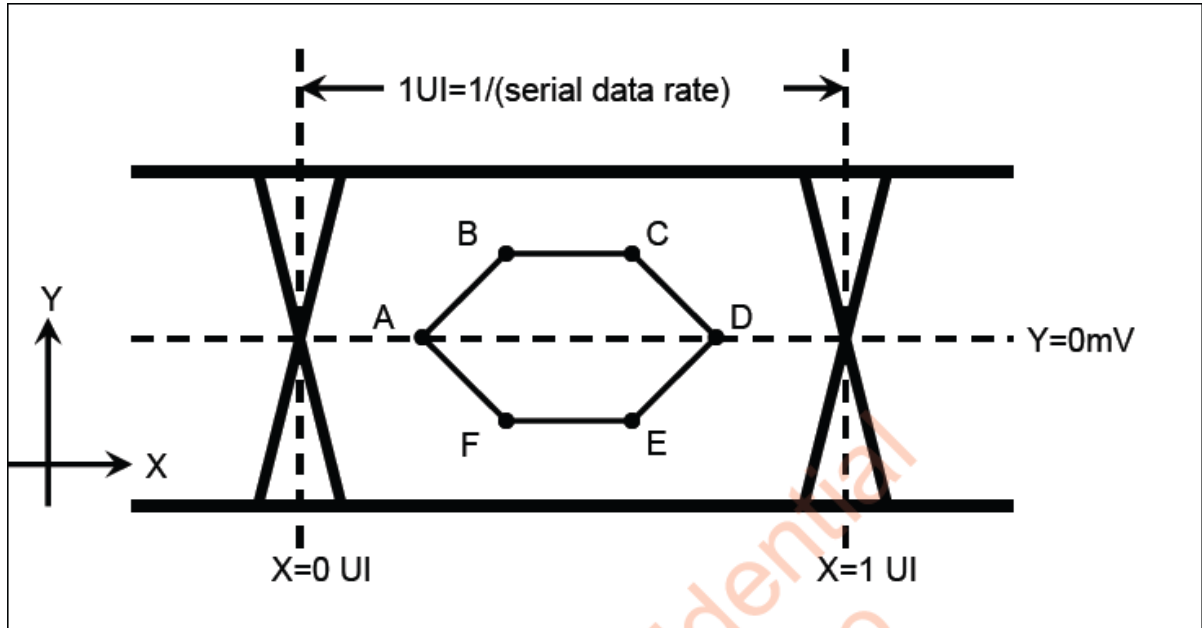 1UI=1/(serial data rate)
B
C
Y
A
D
Y=0mV
F
E
X
X=0 UI
X=1 UI